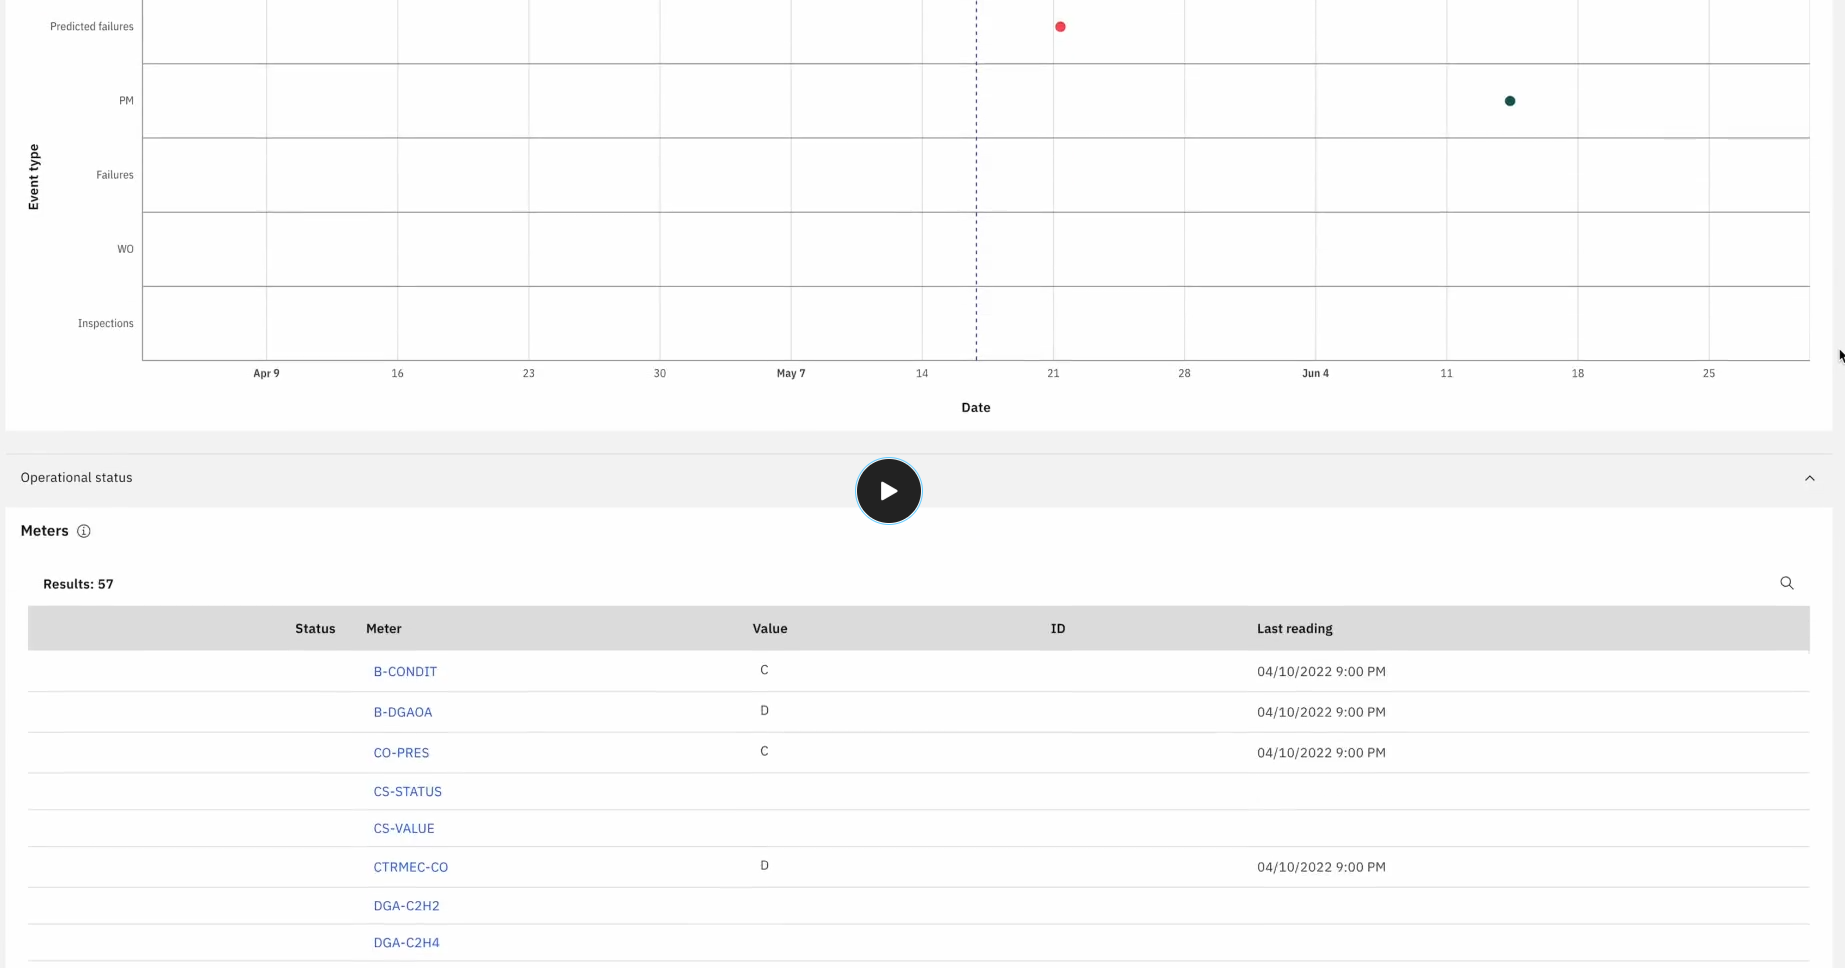 Predicted failures
PM
Failures
WO
Inspections
Event type
Apr 9 16 23 30 May 7 14 21 28 Jun 4 11 18 25
Date
Operational status
Meters
Results: 57
Status Meter Value ID Last reading
B-CONDIT C 04/10/2022 9:00 PM
B-DGAOA D 04/10/2022 9:00 PM
CO-PRES C 04/10/2022 9:00 PM
CS-STATUS
CS-VALUE
CTRMEC-CO D 04/10/2022 9:00 PM
DGA-C2H2
DGA-C2H4